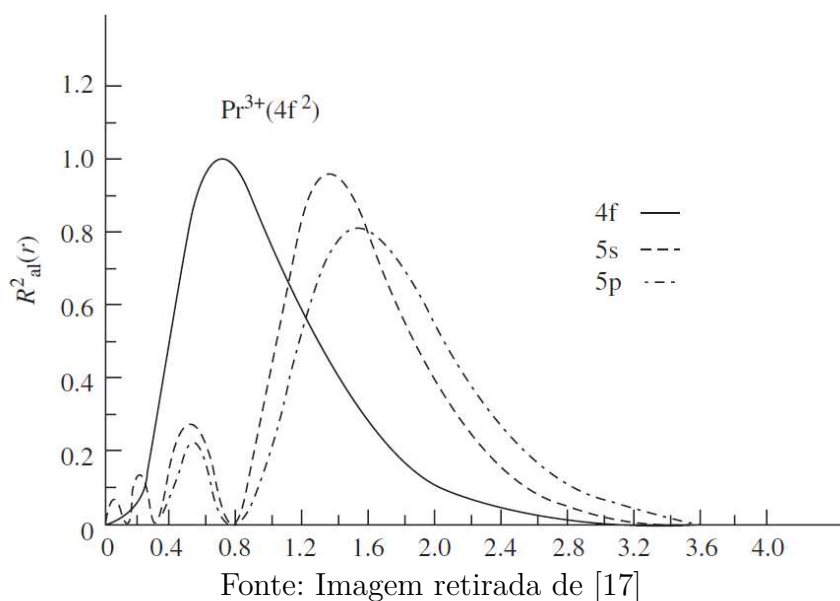 1.2
Pr³⁺(4f²)
1.0
4f
0.8
5s
5p
R²ₐₗ(r)
0.6
0.4
0.2
0
0 0.4 0.8 1.2 1.6 2.0 2.4 2.8 3.2 3.6 4.0
Fonte: Imagem retirada de [17]